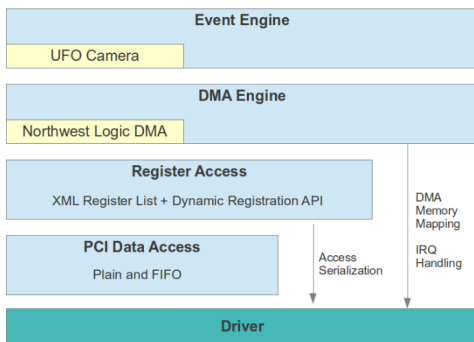 Event Engine
UFO Camera
DMA Engine
Northwest Logic DMA
Register Access
XML Register List + Dynamic Registration API
DMA
Memory
Mapping
IRQ
Handling
PCI Data Access
Plain and FIFO
Access
Serialization
Driver